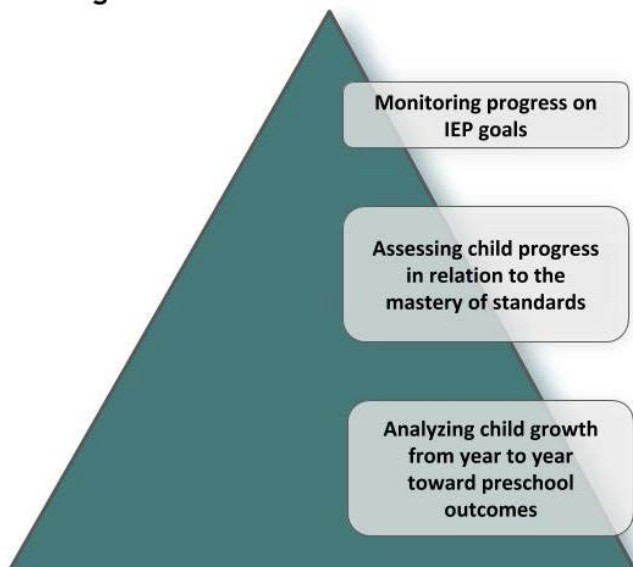 Monitoring progress on
IEP goals
Assessing child progress
in relation to the
mastery of standards
Analyzing child growth
from year to year
toward preschool
outcomes